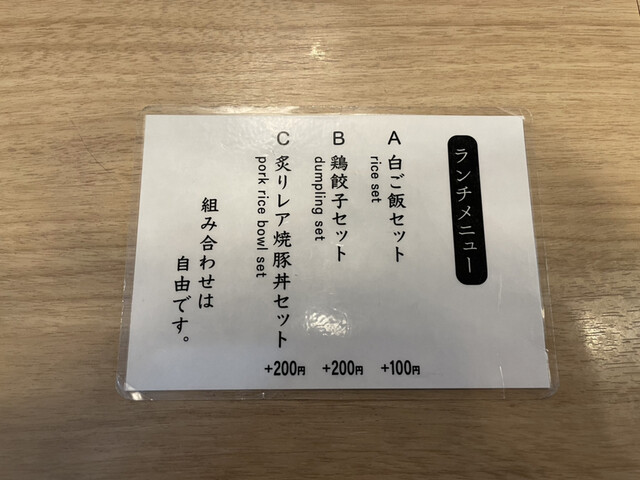 ランチメニュー
A 白ご飯セット
rice set
+100円
B 鶏餃子セット
dumpling set
+200円
C 炙りレア焼豚丼セット
pork rice bowl set
+200円
組み合わせは
自由です。